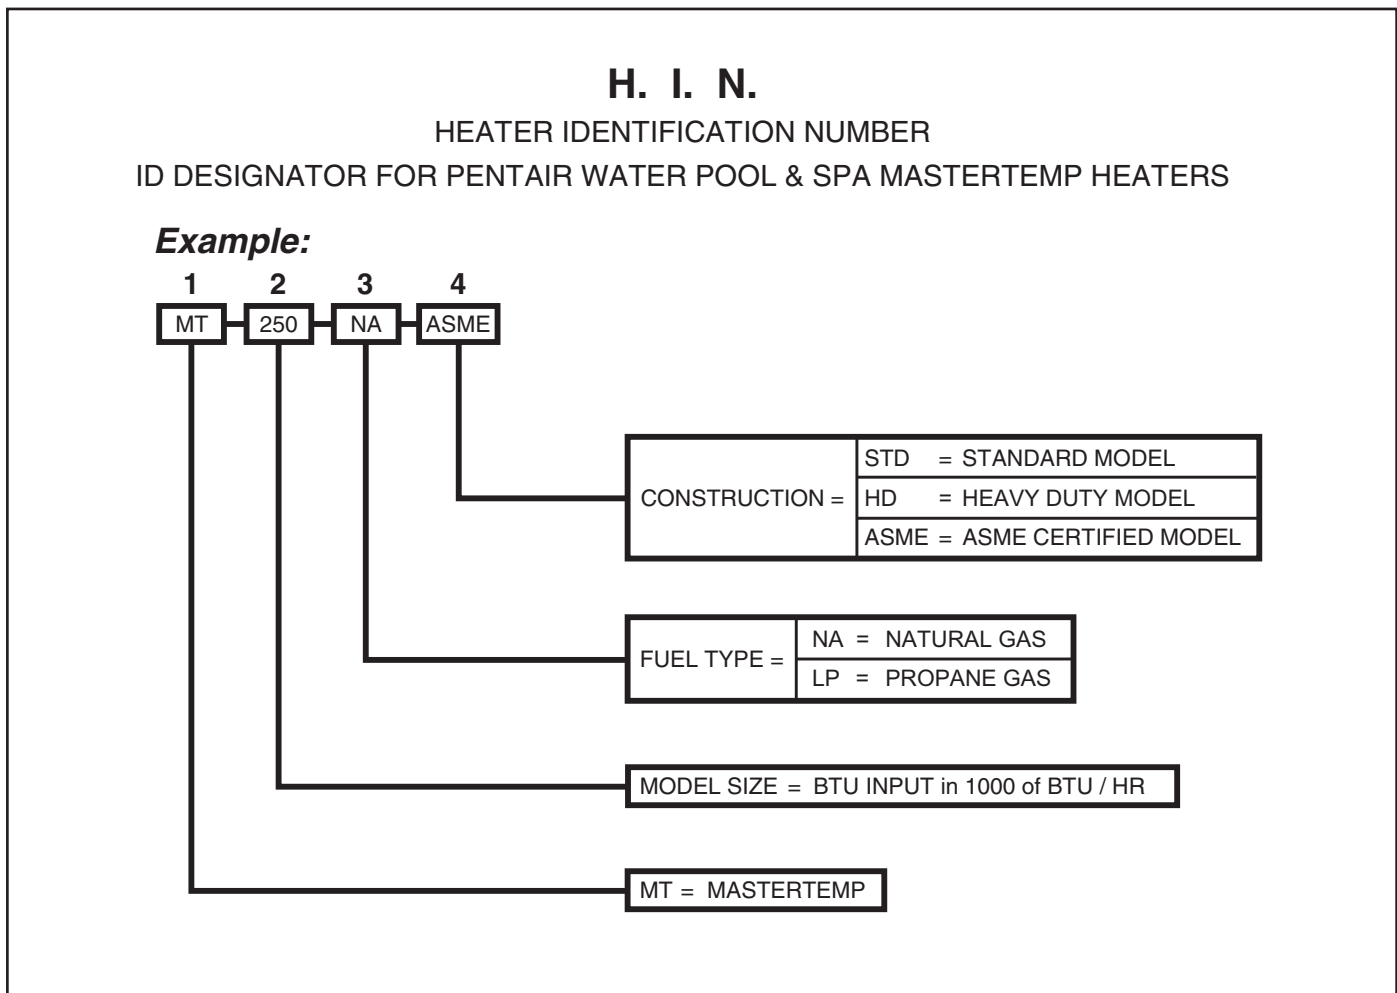 H. I. N.
HEATER IDENTIFICATION NUMBER
ID DESIGNATOR FOR PENTAIR WATER POOL & SPA MASTERTEMP HEATERS
Example:
1 2 3 4
MT 250 NA ASME
CONSTRUCTION =
STD = STANDARD MODEL
HD = HEAVY DUTY MODEL
ASME = ASME CERTIFIED MODEL
FUEL TYPE =
NA = NATURAL GAS
LP = PROPANE GAS
MODEL SIZE = BTU INPUT in 1000 of BTU / HR
MT = MASTERTEMP